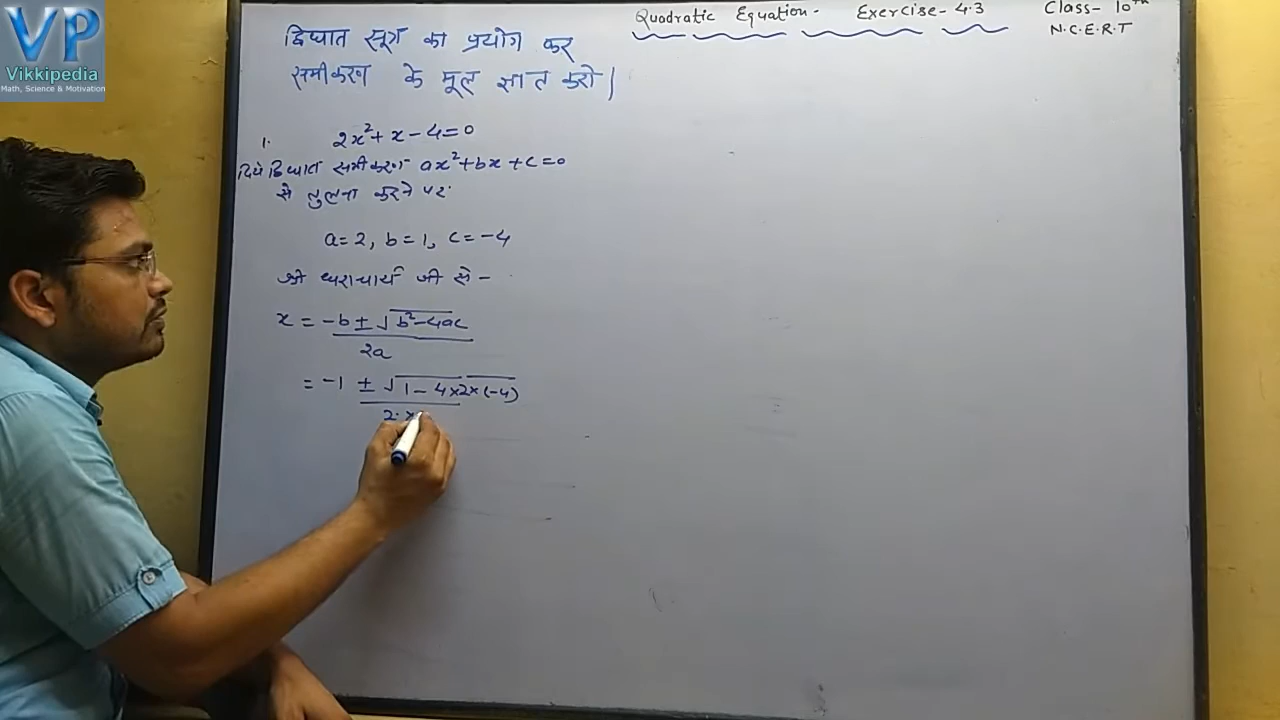 VP
Vikkipedia
Math, Science & Motivation
Quadratic Equation- Exercise-4.3
Class- 10th
N.C.E.R.T
द्विघात सूत्र का प्रयोग कर
समीकरण के मूल ज्ञात करो।
1. 2x²+x-4=0
दिये द्विघात समीकरण ax²+bx+c=0
से तुलना करने पर
a=2, b=1, c=-4
श्री धराचार्य जी से -
x = -b ± √b²-4ac
2a
= -1 ± √1-4×2×(-4)
2×